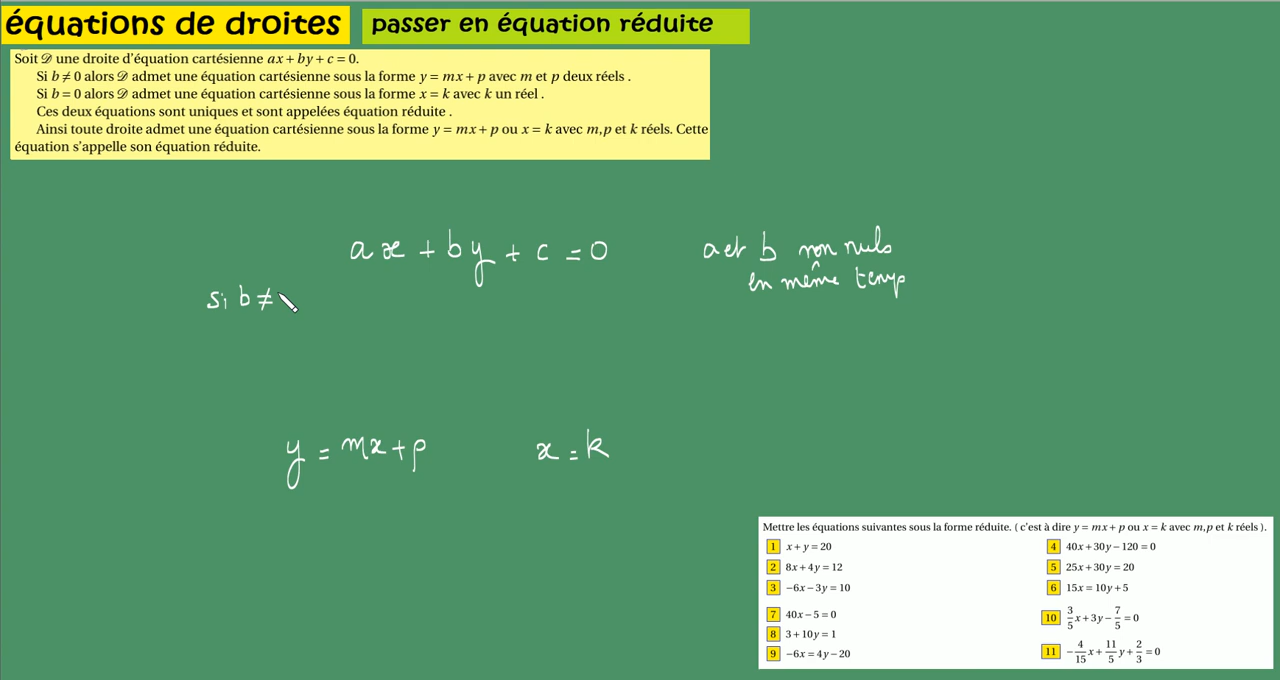 équations de droites
passer en équation réduite
Soit 𝒟 une droite d'équation cartésienne ax + by + c = 0.
Si b ≠ 0 alors 𝒟 admet une équation cartésienne sous la forme y = mx + p avec m et p deux réels .
Si b = 0 alors 𝒟 admet une équation cartésienne sous la forme x = k avec k un réel .
Ces deux équations sont uniques et sont appelées équation réduite .
Ainsi toute droite admet une équation cartésienne sous la forme y = mx + p ou x = k avec m, p et k réels. Cette
équation s'appelle son équation réduite.
ax + by + c = 0
a et b non nuls
en même temp
si b ≠
y = mx + p
x = k
Mettre les équations suivantes sous la forme réduite. ( c'est à dire y = mx + p ou x = k avec m, p et k réels ).
1 x + y = 20
2 8x + 4y = 12
3 −6x − 3y = 10
7 40x − 5 = 0
8 3 + 10y = 1
9 −6x = 4y − 20
4 40x + 30y − 120 = 0
5 25x + 30y = 20
6 15x = 10y + 5
10 3/5 x + 3y − 7/5 = 0
11 −4/15 x + 11/5 y + 2/3 = 0